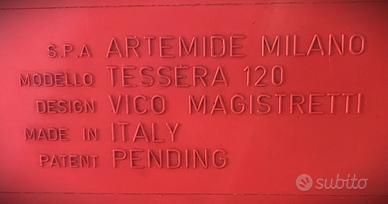 S.P.A ARTEMIDE MILANO
MODELLO TESSERA 120
DESIGN VICO MAGISTRETTI
MADE IN ITALY
PATENT PENDING
subito